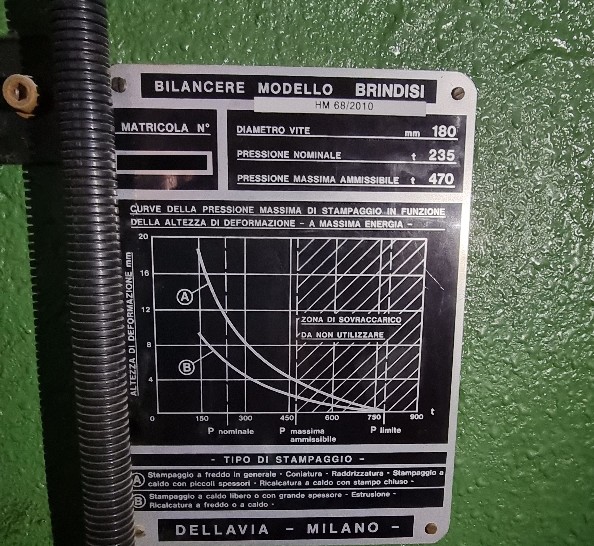 BILANCERE MODELLO BRINDISI
HM 68/2010
MATRICOLA N°
DIAMETRO VITE mm 180
PRESSIONE NOMINALE t 235
PRESSIONE MASSIMA AMMISSIBILE t 470
CURVE DELLA PRESSIONE MASSIMA DI STAMPAGGIO IN FUNZIONE
DELLA ALTEZZA DI DEFORMAZIONE - A MASSIMA ENERGIA -
ALTEZZA DI DEFORMAZIONE mm
20
16
12
8
4
A
B
ZONA DI SOVRACCARICO
DA NON UTILIZZARE
0 150 300 450 600 750 900 t
P nominale P massima ammissibile P limite
- TIPO DI STAMPAGGIO -
A Stampaggio a freddo in generale - Coniatura - Raddrizzatura - Stampaggio a
caldo con piccoli spessori - Ricalcatura a caldo con stampo chiuso -
B Stampaggio a caldo libero o con grande spessore - Estrusione -
Ricalcatura a freddo o a caldo -
DELLAVIA - MILANO -